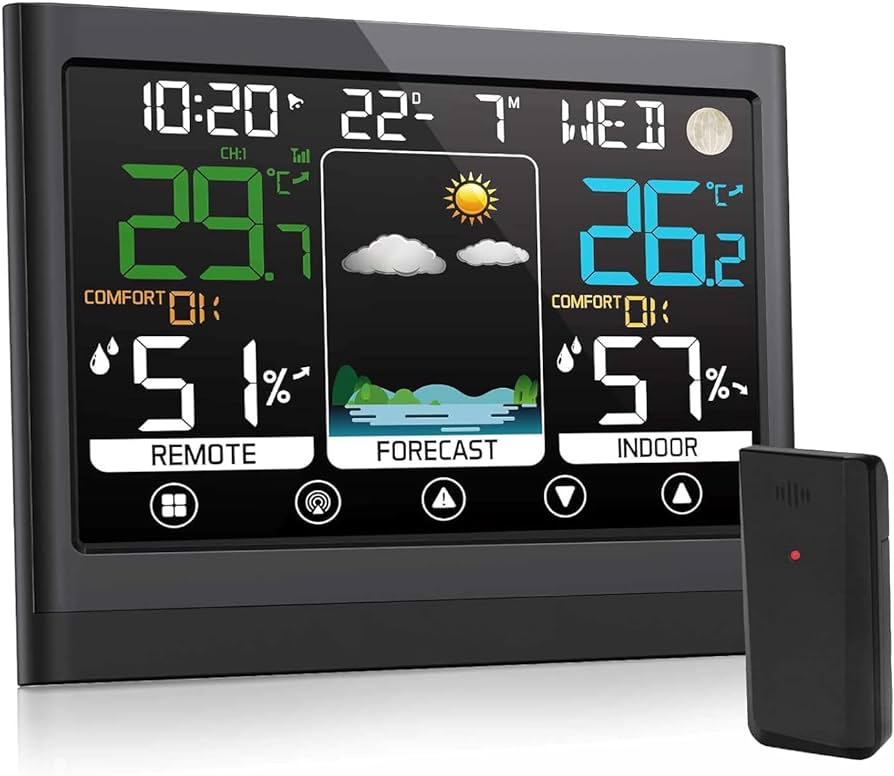 10:20 22D- 7M WED
CH:1
29.7 °C
26.2 °C
COMFORT OK
COMFORT OK
51%
57%
REMOTE
FORECAST
INDOOR